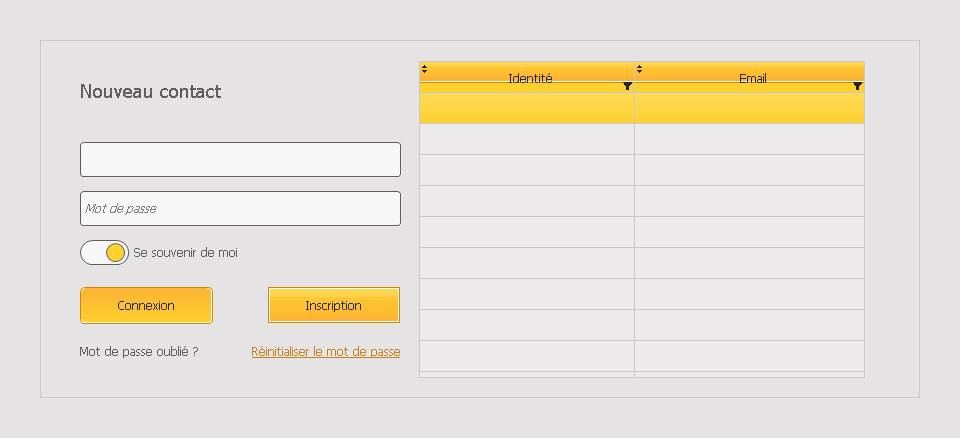 Nouveau contact
Mot de passe
Se souvenir de moi
Connexion
Inscription
Mot de passe oublié ?
Réinitialiser le mot de passe
Identité
Email